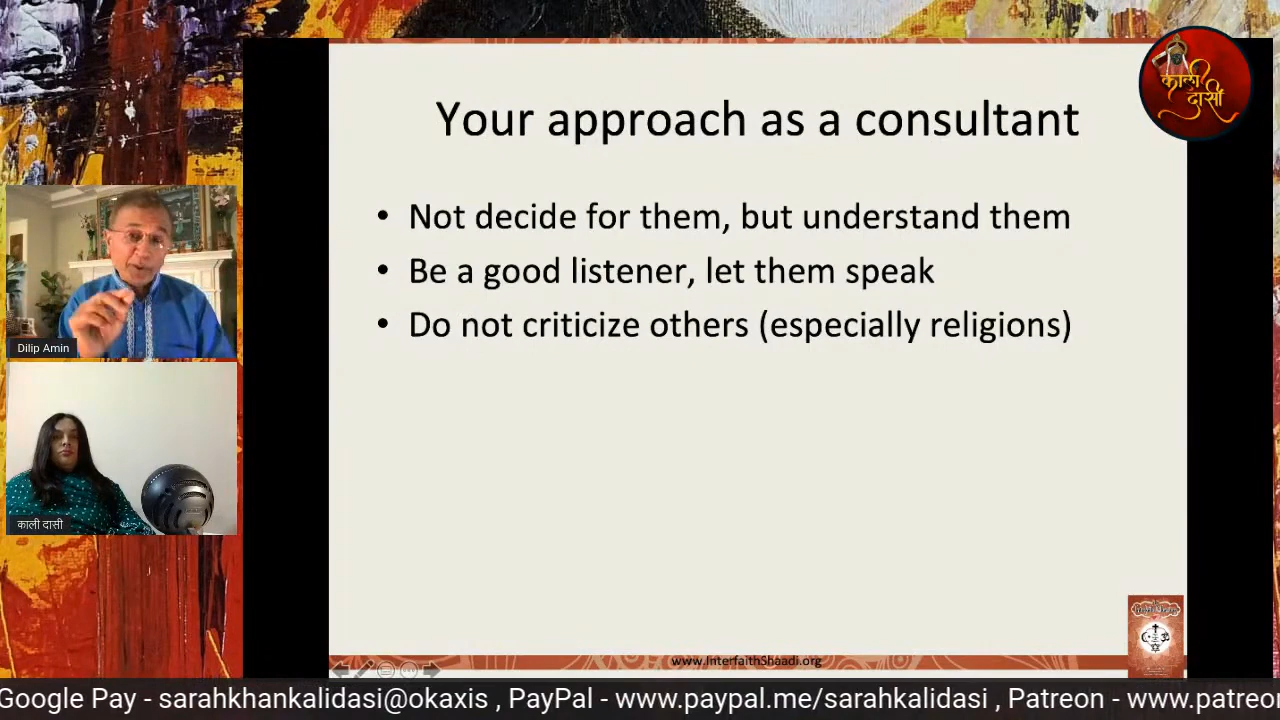 काली
दासी
Your approach as a consultant
• Not decide for them, but understand them
• Be a good listener, let them speak
• Do not criticize others (especially religions)
Dilip Amin
काली दासी
www.InterfaithShaadi.org
Google Pay - sarahkhankalidasi@okaxis , PayPal - www.paypal.me/sarahkalidasi , Patreon - www.patreo